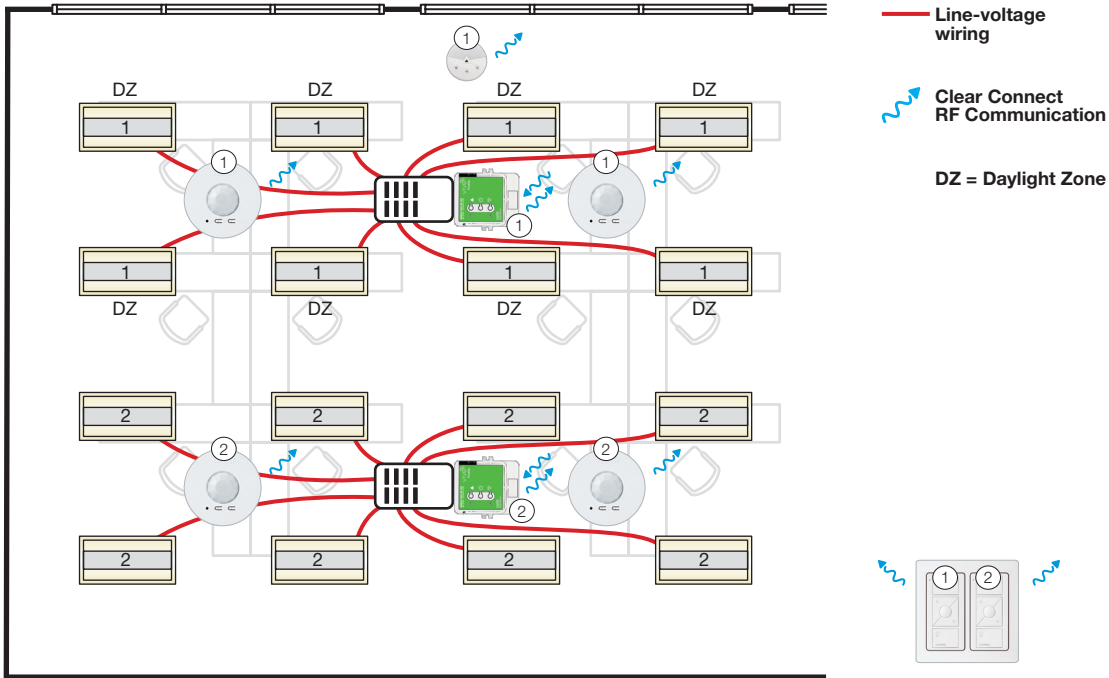 1
Line-voltage
wiring
DZ DZ DZ DZ
1 1 1 1
Clear Connect
RF Communication
1 1
DZ = Daylight Zone
1
1 1 1 1
DZ DZ DZ DZ
2 2 2 2
2 2
2
2 2 2 2
1 2